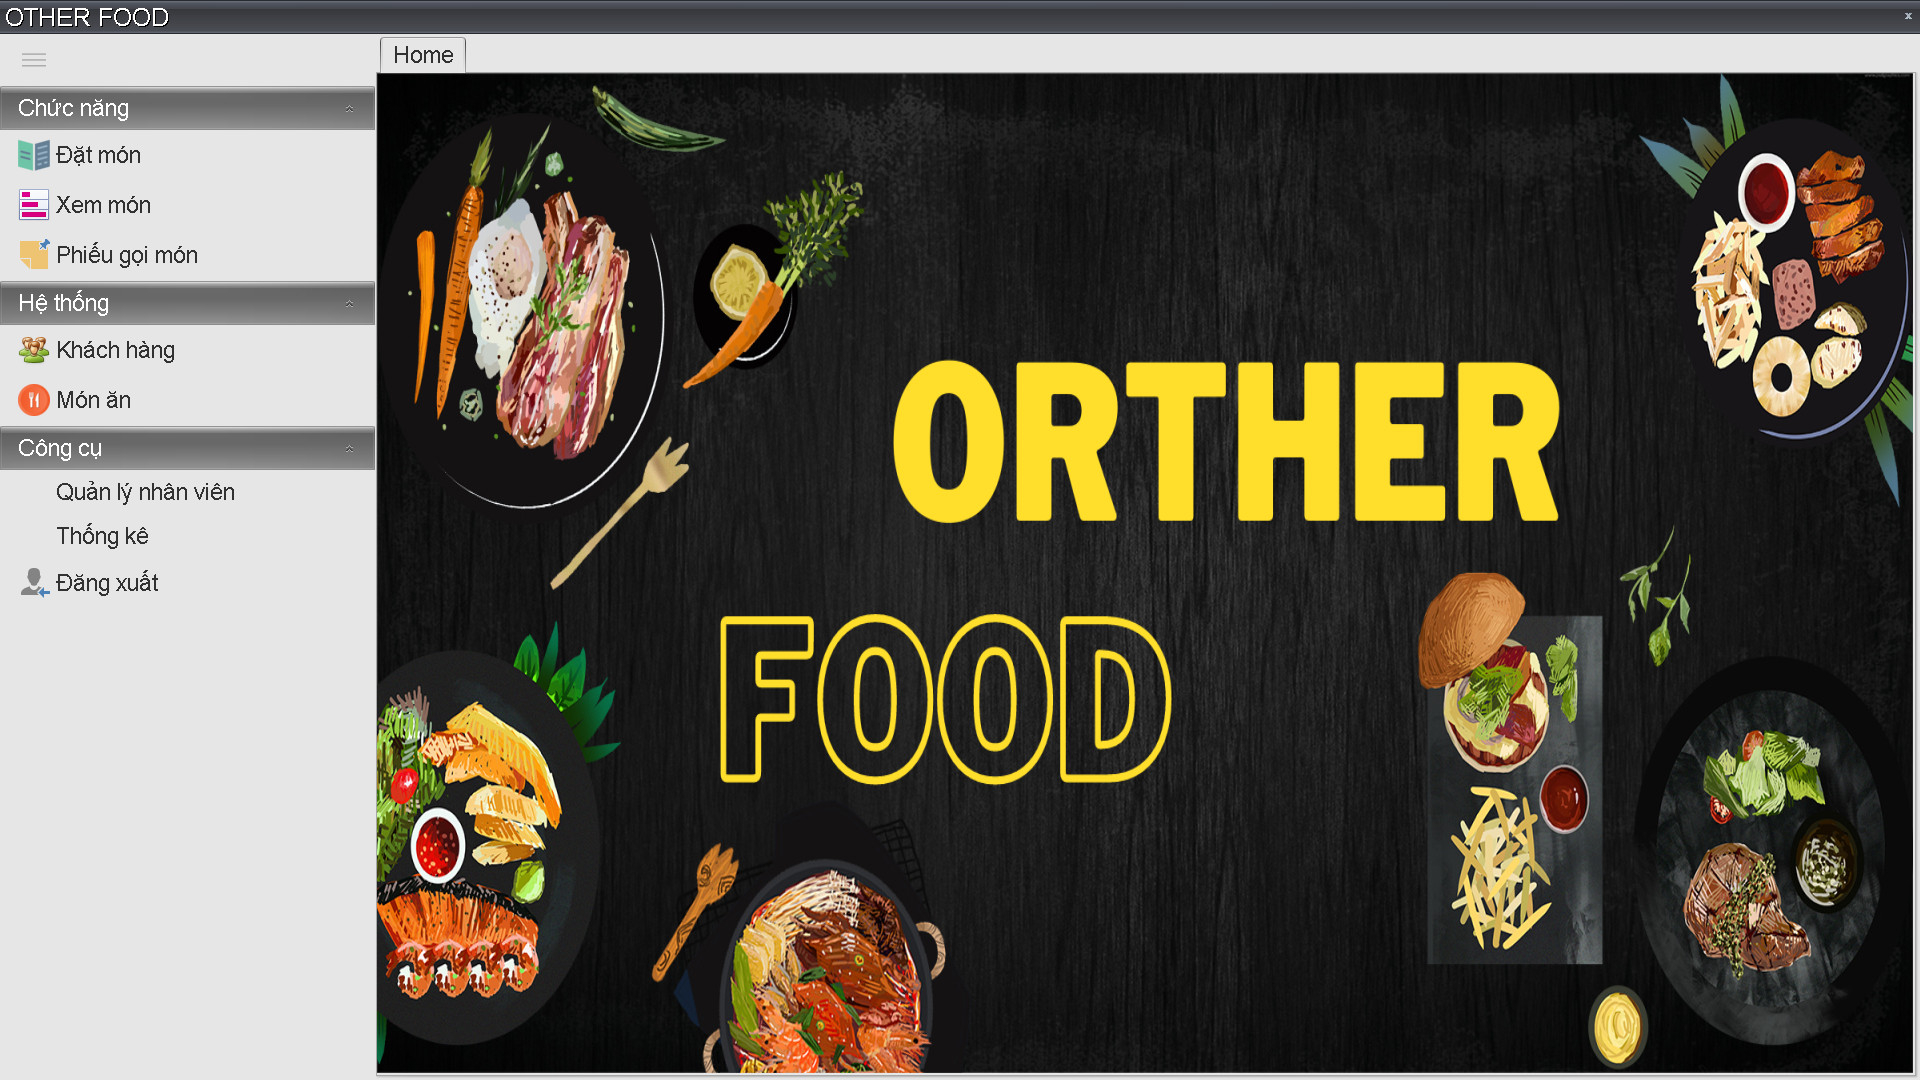 OTHER FOOD
x
Home
Chức năng
Đặt món
Xem món
Phiếu gọi món
Hệ thống
Khách hàng
Món ăn
Công cụ
Quản lý nhân viên
Thống kê
Đăng xuất
ORTHER
FOOD